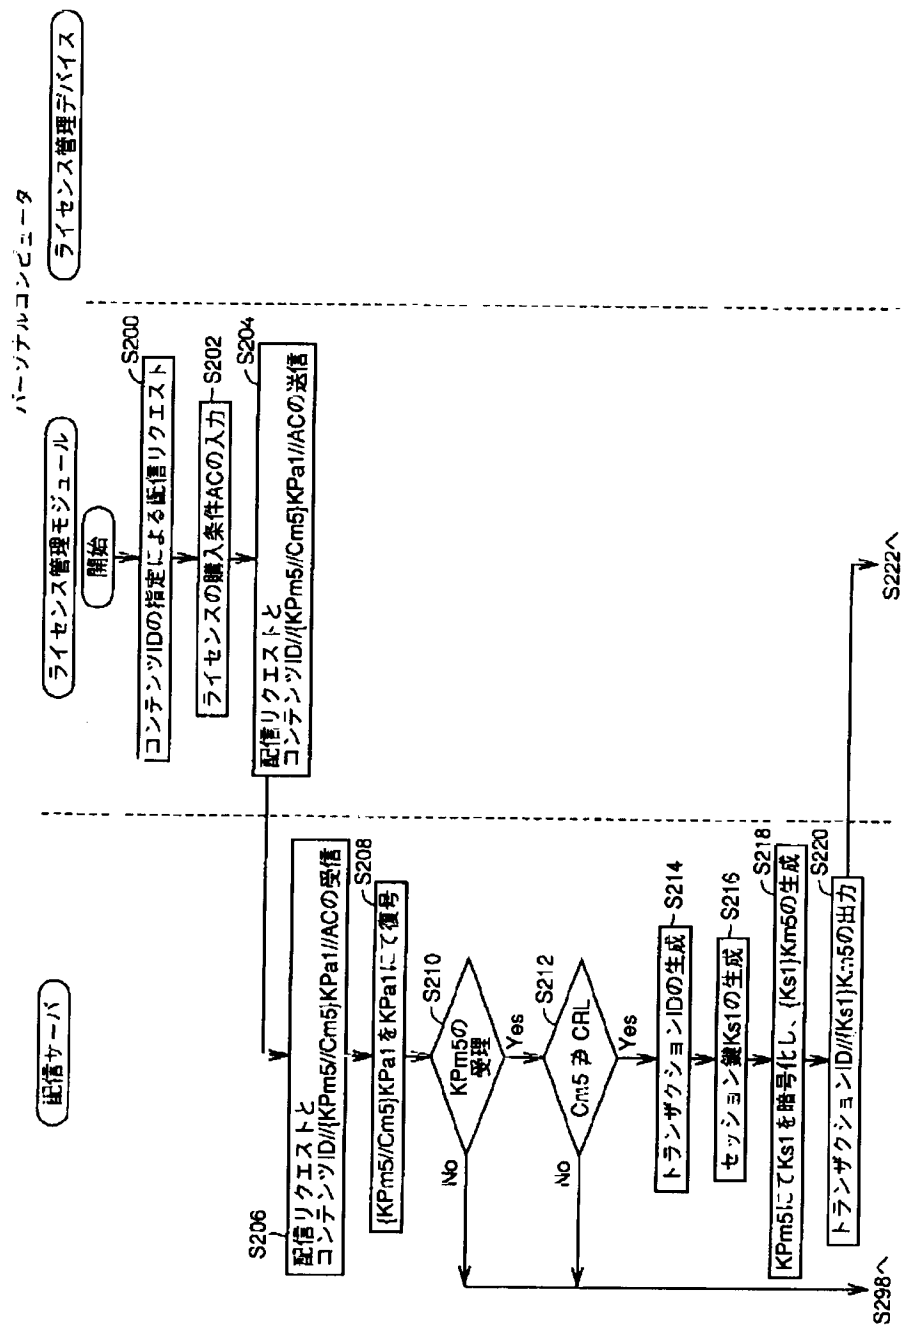 パーソナルコンピュータ
配信サーバ
ライセンス管理モジュール
ライセンス管理デバイス
開始
S200
コンテンツIDの指定による配信リクエスト
S202
ライセンスの購入条件ACの入力
S204
配信リクエストと
コンテンツID//{KPm5//Cm5}KPa1//ACの送信
S206
配信リクエストと
コンテンツID//{KPm5//Cm5}KPa1//ACの受信
S208
{KPm5//Cm5}KPa1をKPa1にて復号
S210
KPm5の
受理
No
Yes
S212
Cm5 ∌ CRL
No
Yes
S214
トランザクションIDの生成
S216
セッション鍵Ks1の生成
S218
KPm5にてKs1を暗号化し、{Ks1}Km5の生成
S220
トランザクションID//{Ks1}Km5の出力
S298へ
S222へ